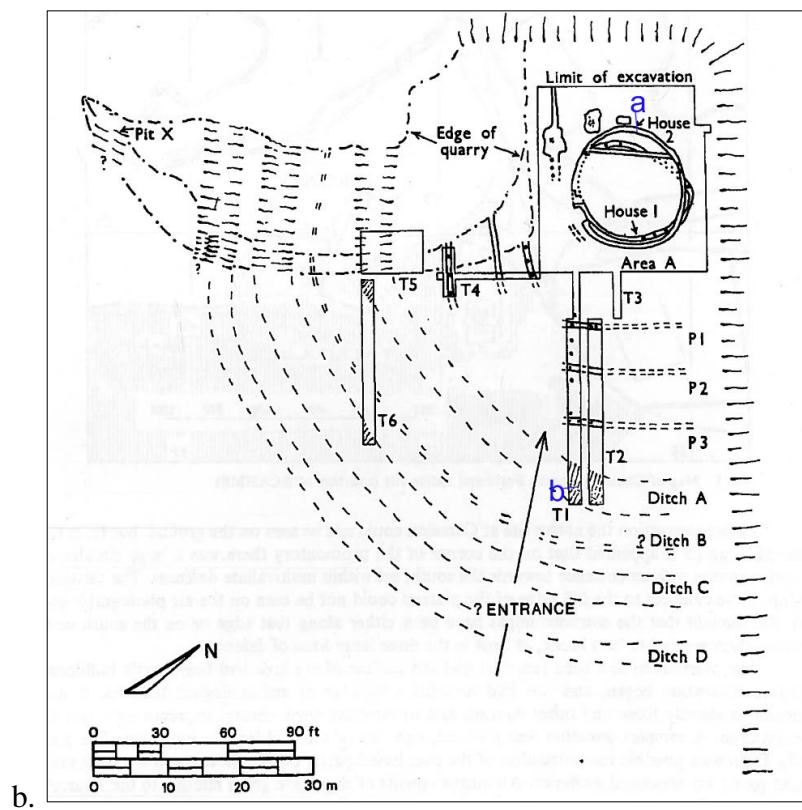 Limit of excavation
a
House 2
Pit X
?
Edge of quarry
House 1
?
Area A
T5
T4
T3
P1
P2
P3
T6
T2
b
T1
Ditch A
? Ditch B
Ditch C
? ENTRANCE
Ditch D
N
0 30 60 90 ft
0 10 20 30 m
b.